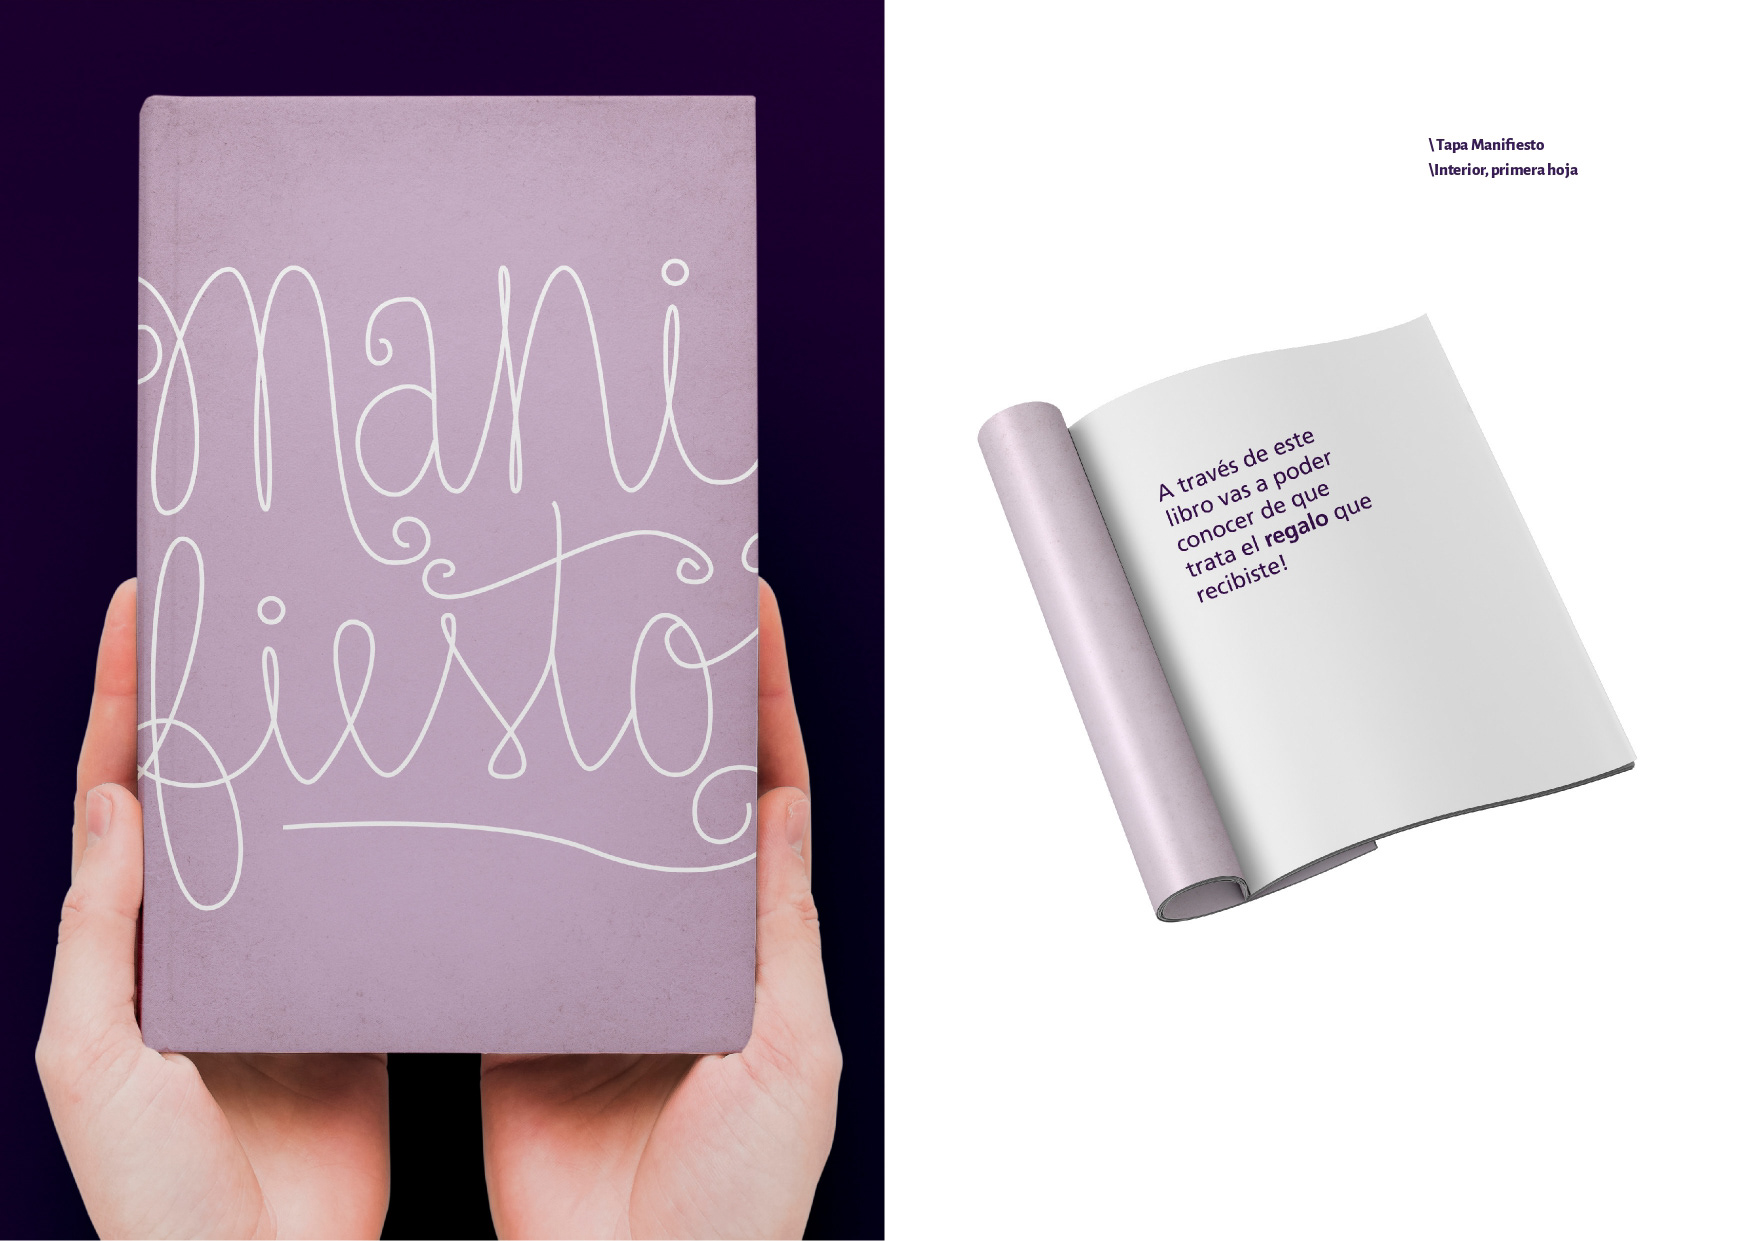 mani
fiesto
\Tapa Manifiesto
\Interior, primera hoja
A través de este
libro vas a poder
conocer de que
trata el regalo que
recibiste!